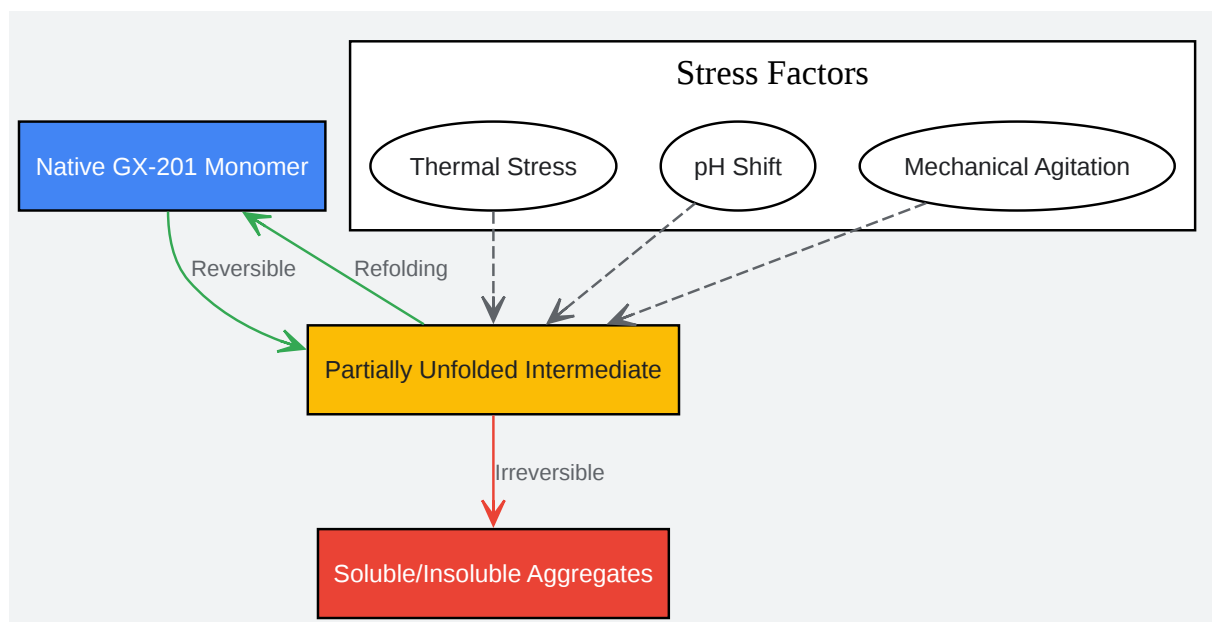 Stress Factors
Native GX-201 Monomer
Thermal Stress
pH Shift
Mechanical Agitation
Reversible
Refolding
Partially Unfolded Intermediate
Irreversible
Soluble/Insoluble Aggregates